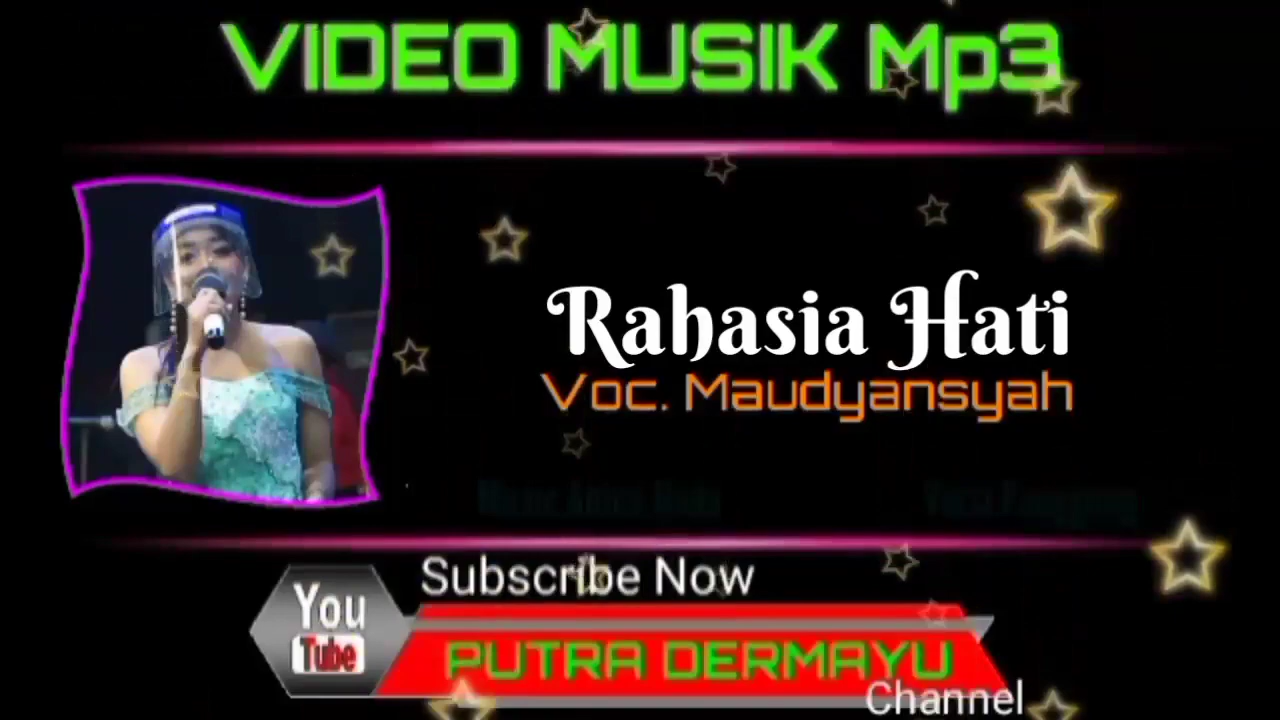 VIDEO MUSIK Mp3
Rahasia Hati
Voc. Maudyansyah
Subscribe Now
You
Tube
PUTRA DERMAYU
Channel